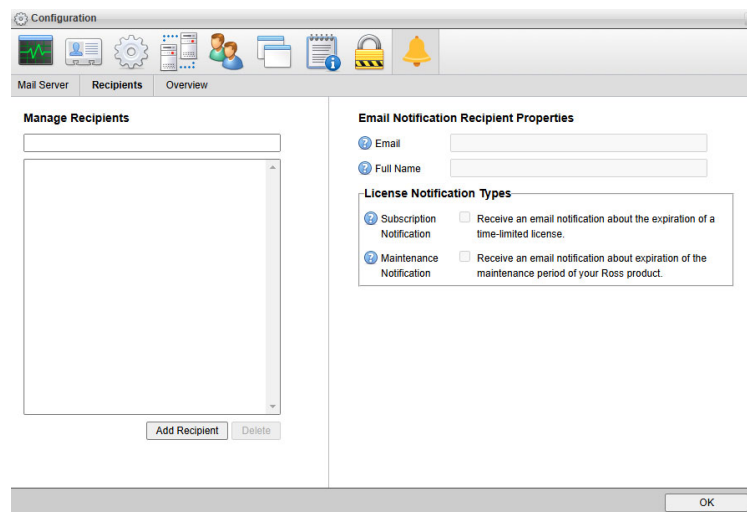 Configuration
Mail Server Recipients Overview
Manage Recipients
Add Recipient Delete
Email Notification Recipient Properties
? Email
? Full Name
License Notification Types
? Subscription Notification
Receive an email notification about the expiration of a
time-limited license.
? Maintenance Notification
Receive an email notification about expiration of the
maintenance period of your Ross product.
OK